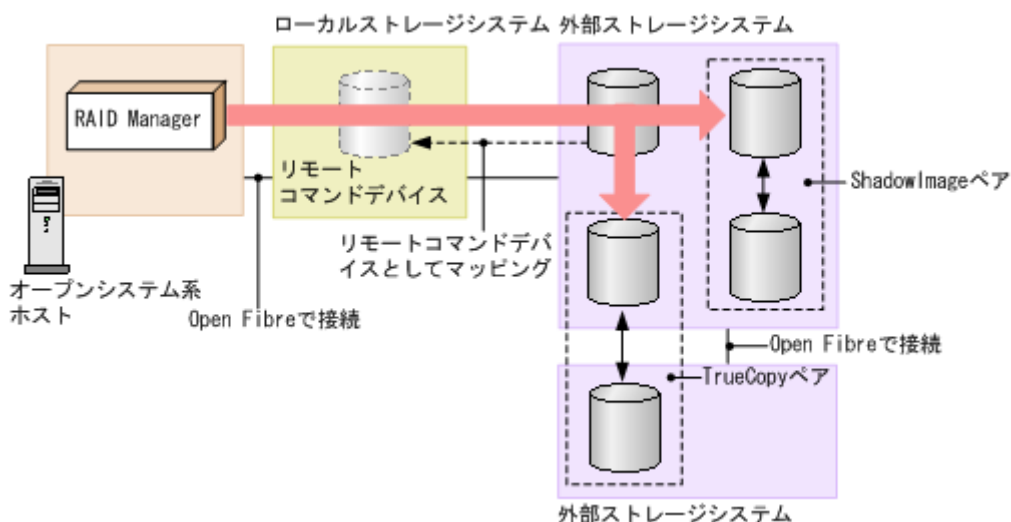 ローカルストレージシステム
外部ストレージシステム
RAID Manager
リモート
コマンドデバイス
ShadowImageペア
リモートコマンドデバ
イスとしてマッピング
オープンシステム系
ホスト
Open Fibreで接続
Open Fibreで接続
TrueCopyペア
外部ストレージシステム